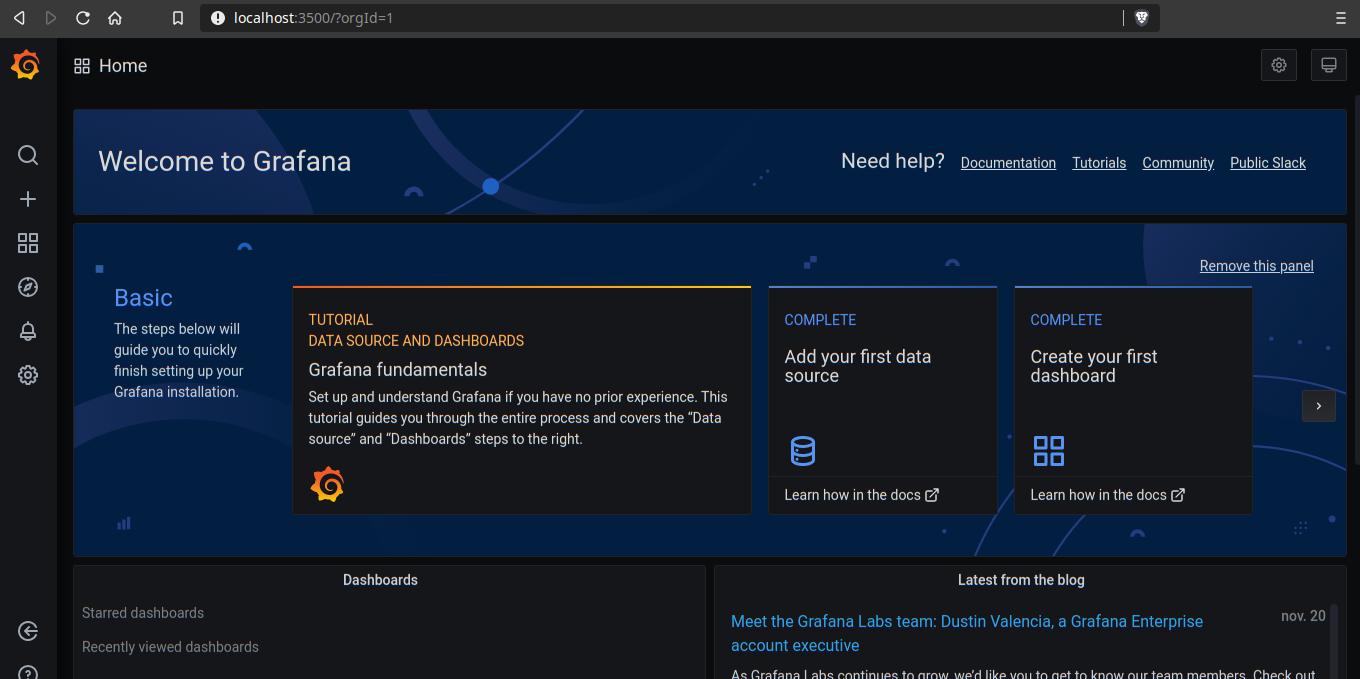 localhost:3500/?orgId=1
Home
Welcome to Grafana
Need help? Documentation Tutorials Community Public Slack
Remove this panel
Basic
The steps below will
guide you to quickly
finish setting up your
Grafana installation.
TUTORIAL
DATA SOURCE AND DASHBOARDS
Grafana fundamentals
Set up and understand Grafana if you have no prior experience. This
tutorial guides you through the entire process and covers the “Data
source” and “Dashboards” steps to the right.
COMPLETE
Add your first data
source
Learn how in the docs
COMPLETE
Create your first
dashboard
Learn how in the docs
Dashboards
Starred dashboards
Recently viewed dashboards
Latest from the blog
Meet the Grafana Labs team: Dustin Valencia, a Grafana Enterprise
account executive
nov. 20
As Grafana Labs continues to grow, we’d like you to get to know our team members. Check out